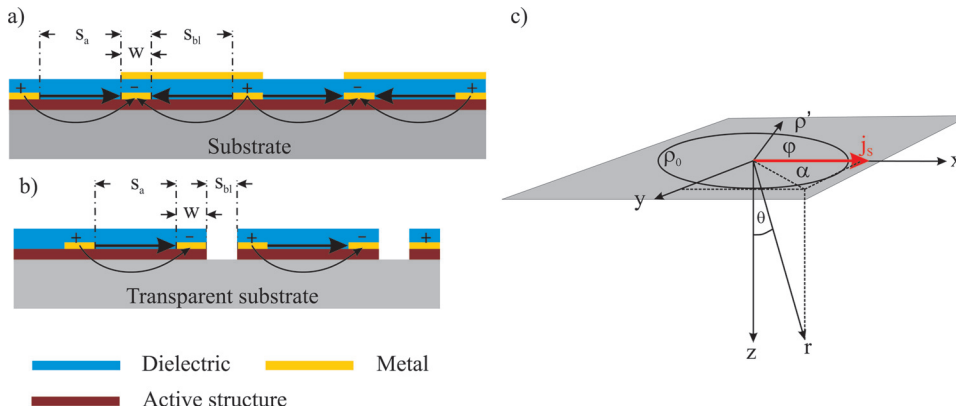 a)
s_a w s_bl
+ - + - +
Substrate
b)
s_a w s_bl
+ - + - +
Transparent substrate
Dielectric Metal
Active structure
c)
ρ'
ρ_0 φ j_s x
α
y
θ
z r